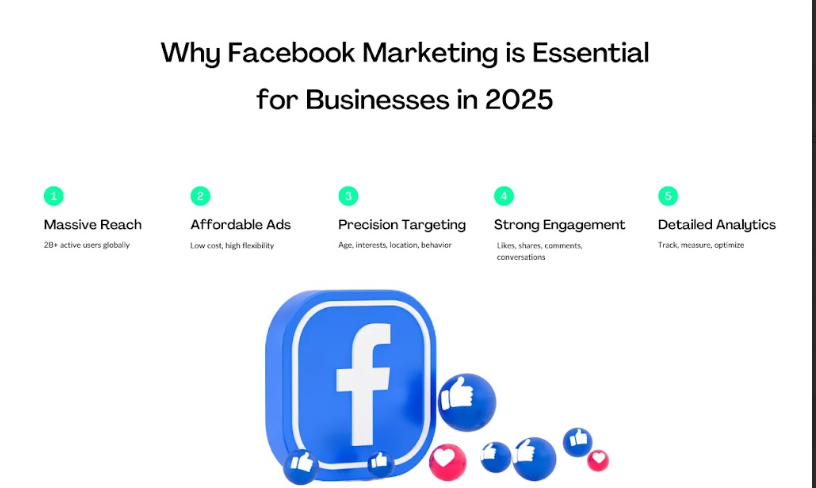 Why Facebook Marketing is Essential
for Businesses in 2025
1
Massive Reach
2B+ active users globally
2
Affordable Ads
Low cost, high flexibility
3
Precision Targeting
Age, interests, location, behavior
4
Strong Engagement
Likes, shares, comments,
conversations
5
Detailed Analytics
Track, measure, optimize
f